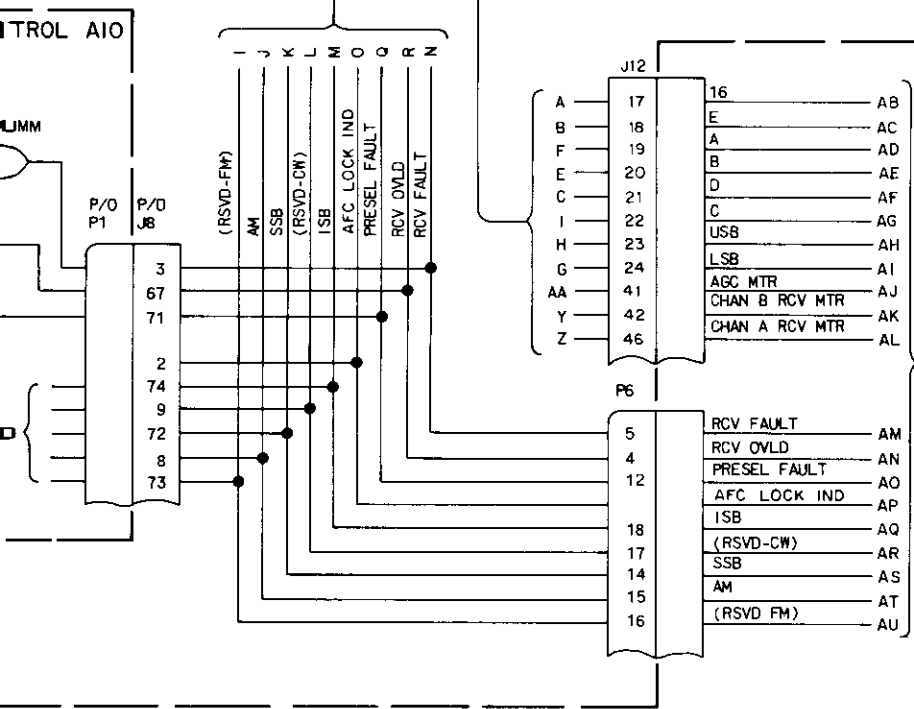 TROL A10
I J K L M O Q R N
(RSVD-FM)
AM
SSB
(RSVD-CW)
ISB
AFC LOCK IND
PRESEL FAULT
RCV OVLD
RCV FAULT
P/O P/O
P1 J8
3
67
71
2
74
9
72
8
73
J12
A 17 16 AB
B 18 E AC
F 19 A AD
E 20 B AE
C 21 D AF
I 22 C AG
H 23 USB AH
G 24 LSB AI
AA 41 AGC MTR AJ
Y 42 CHAN B RCV MTR AK
Z 46 CHAN A RCV MTR AL
P6
5 RCV FAULT AM
4 RCV OVLD AN
12 PRESEL FAULT AO
AFC LOCK IND AP
18 ISB AQ
17 (RSVD-CW) AR
14 SSB AS
15 AM AT
16 (RSVD FM) AU